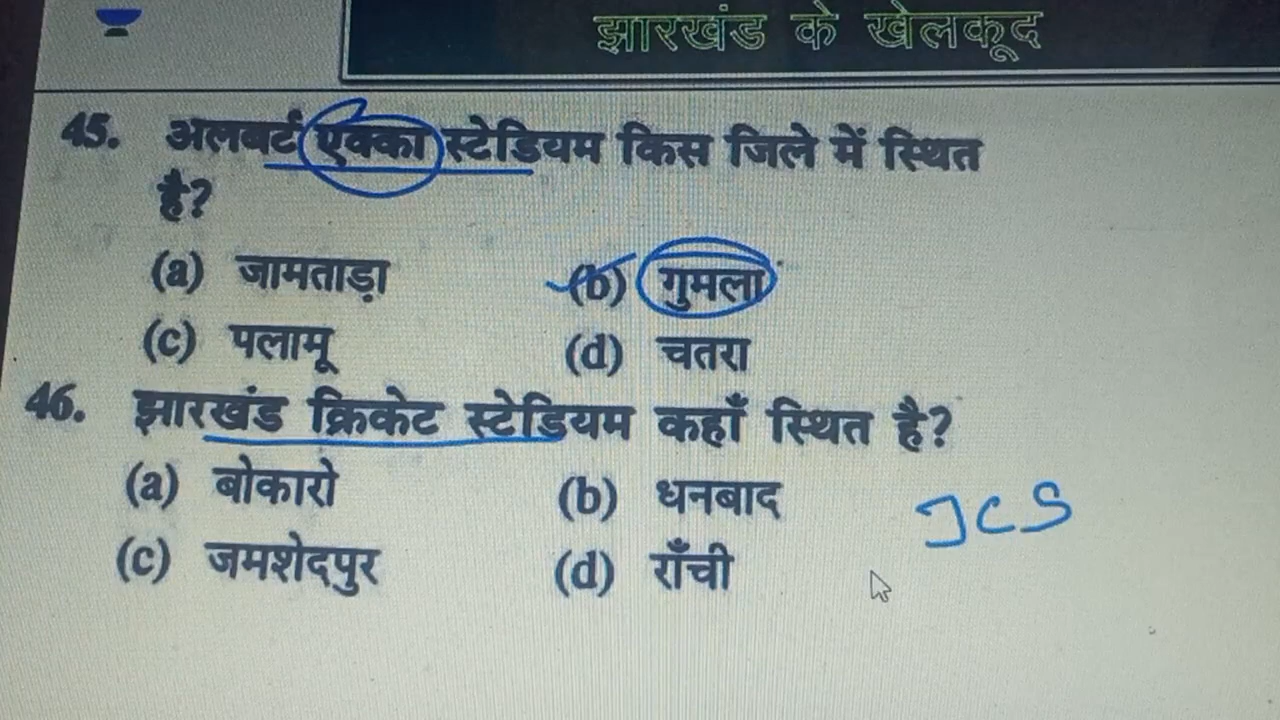 झारखंड के खेलकूद
45. अलबर्ट एक्का स्टेडियम किस जिले में स्थित
है?
(a) जामताड़ा (b) गुमला
(c) पलामू (d) चतरा
46. झारखंड क्रिकेट स्टेडियम कहाँ स्थित है?
(a) बोकारो (b) धनबाद
JCS
(c) जमशेदपुर (d) राँची